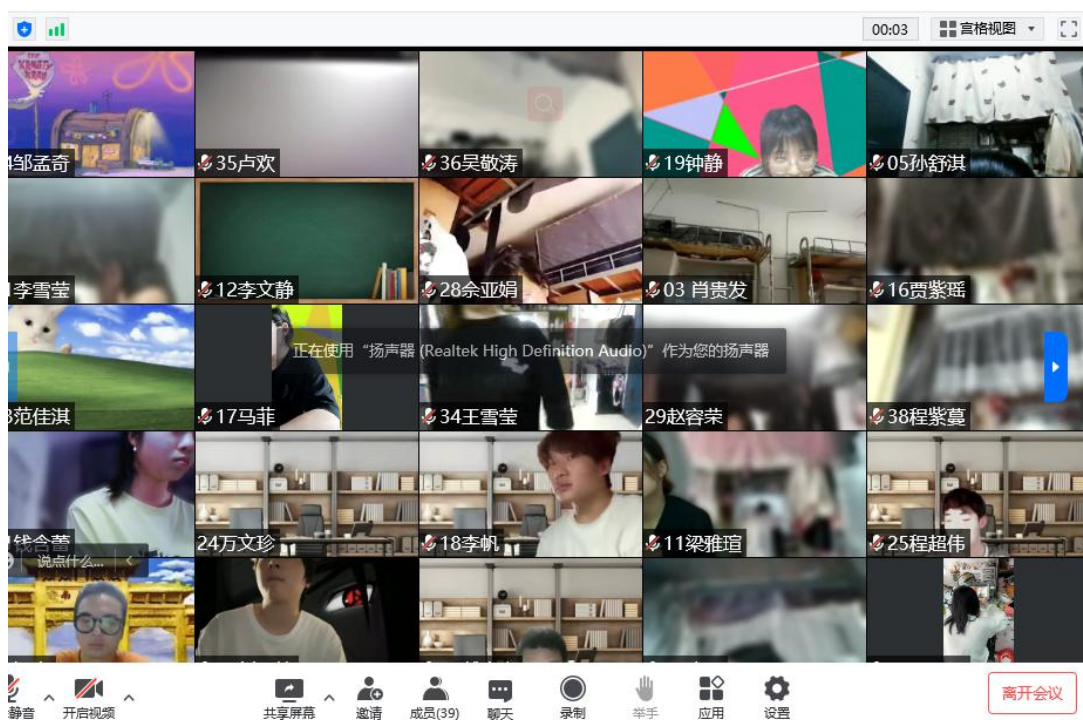 00:03
宫格视图
THE
KRUSTY
KRAB
邹孟奇
35卢欢
36吴敬涛
19钟静
05孙舒淇
李雪莹
12李文静
28佘亚娟
03 肖贵发
16贾紫瑶
正在使用“扬声器 (Realtek High Definition Audio)”作为您的扬声器
范佳淇
17马菲
34王雪莹
29赵容荣
38程紫蔓
钱含蕾
24万文珍
18李帆
11梁雅瑄
25程超伟
说点什么...
静音
开启视频
共享屏幕
邀请
成员(39)
聊天
录制
举手
应用
设置
离开会议